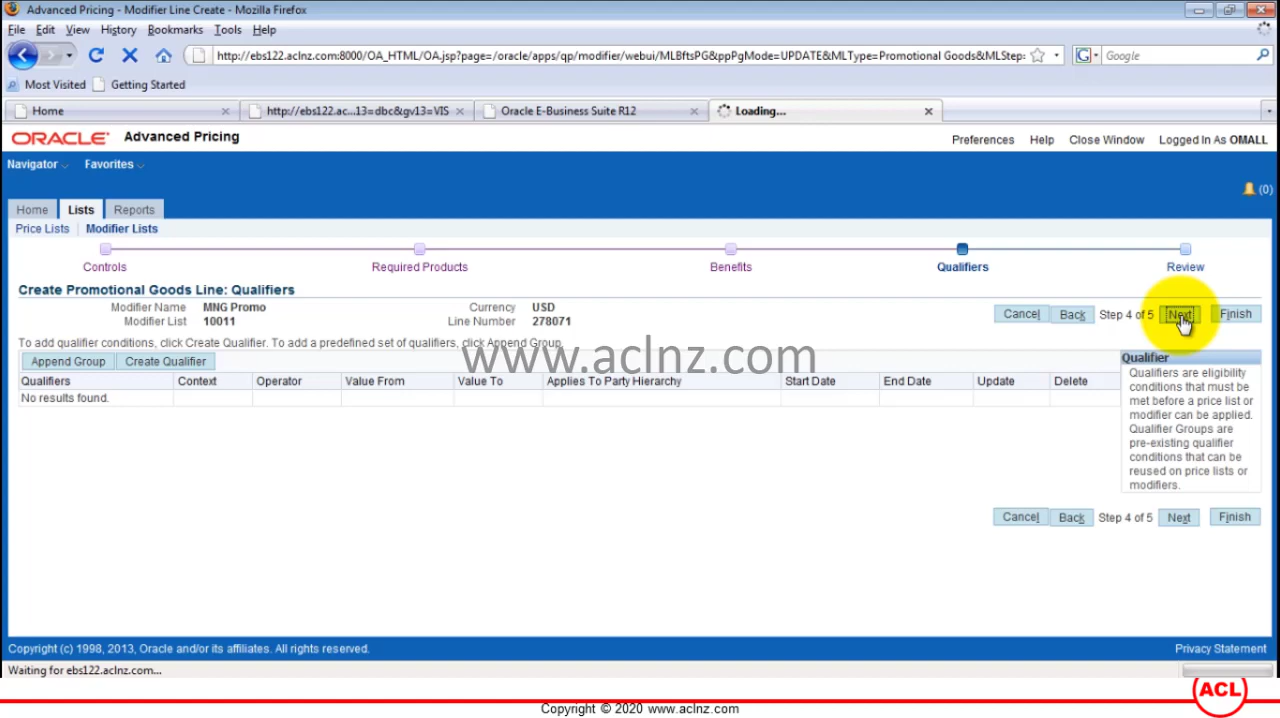 Advanced Pricing - Modifier Line Create - Mozilla Firefox
File Edit View History Bookmarks Tools Help
http://ebs122.aclnz.com:8000/OA_HTML/OA.jsp?page=/oracle/apps/qp/modifier/webui/MLBftsPG&ppPgMode=UPDATE&MLType=Promotional Goods&MLStep: Google
Most Visited Getting Started
Home http://ebs122.ac...13=dbc&gv13=VIS Oracle E-Business Suite R12 Loading...
ORACLE Advanced Pricing
Preferences Help Close Window Logged In As OMALL
Navigator Favorites
(0)
Home Lists Reports
Price Lists Modifier Lists
Controls Required Products Benefits Qualifiers Review
Create Promotional Goods Line: Qualifiers
Modifier Name MNG Promo Currency USD
Modifier List 10011 Line Number 278071
Cancel Back Step 4 of 5 Next Finish
To add qualifier conditions, click Create Qualifier. To add a predefined set of qualifiers, click Append Group.
www.aclnz.com
Append Group Create Qualifier
Qualifiers Context Operator Value From Value To Applies To Party Hierarchy Start Date End Date Update Delete
No results found.
Qualifier
Qualifiers are eligibility
conditions that must be
met before a price list or
modifier can be applied.
Qualifier Groups are
pre-existing qualifier
conditions that can be
reused on price lists or
modifiers.
Cancel Back Step 4 of 5 Next Finish
Copyright (c) 1998, 2013, Oracle and/or its affiliates. All rights reserved. Privacy Statement
Waiting for ebs122.aclnz.com...
ACL
Copyright © 2020 www.aclnz.com